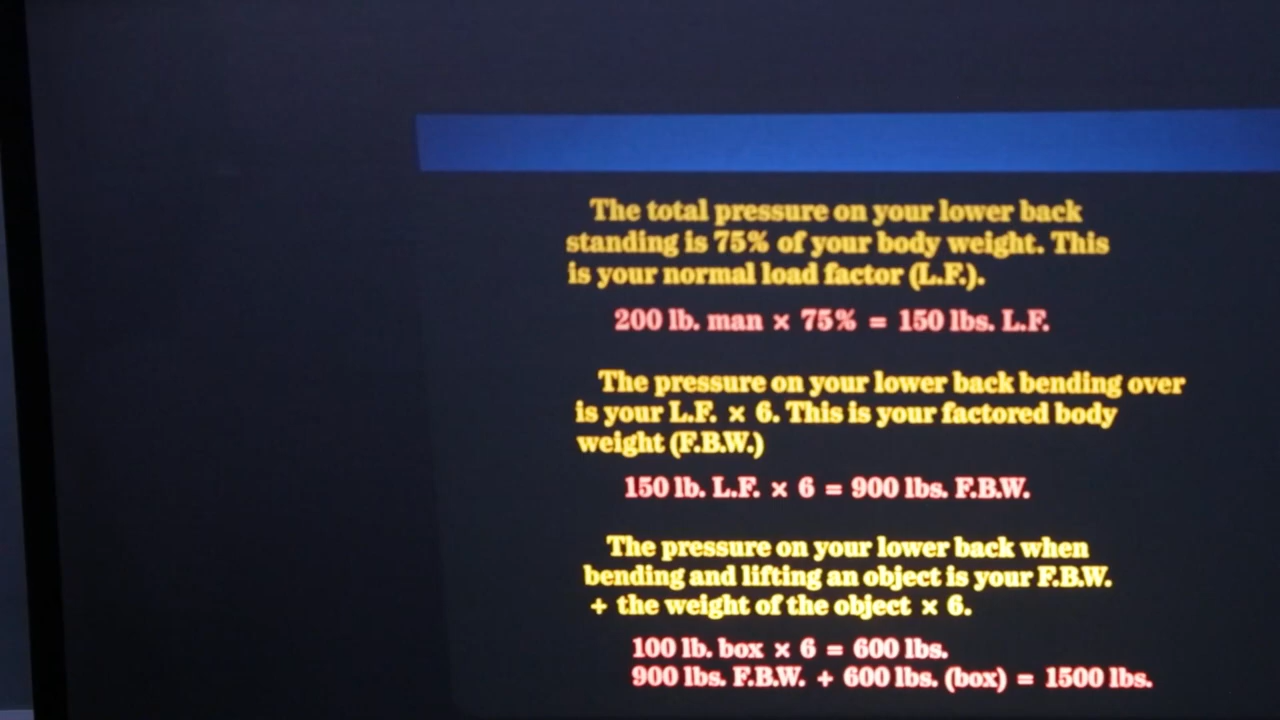 The total pressure on your lower back
standing is 75% of your body weight. This
is your normal load factor (L.F.).
200 lb. man × 75% = 150 lbs. L.F.
The pressure on your lower back bending over
is your L.F. × 6. This is your factored body
weight (F.B.W.)
150 lb. L.F. × 6 = 900 lbs. F.B.W.
The pressure on your lower back when
bending and lifting an object is your F.B.W.
+ the weight of the object × 6.
100 lb. box × 6 = 600 lbs.
900 lbs. F.B.W. + 600 lbs. (box) = 1500 lbs.